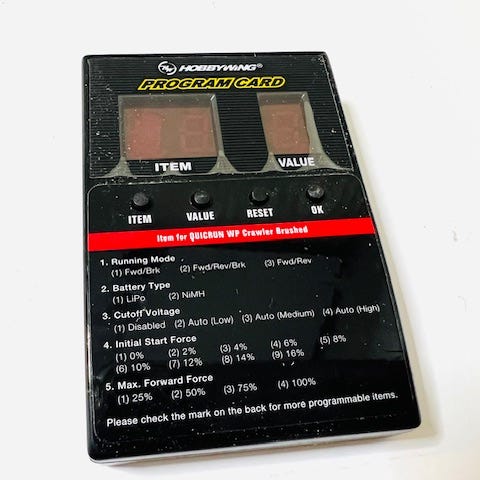 HW HOBBYWING®
PROGRAM CARD
ITEM VALUE
ITEM VALUE RESET OK
Item for QUICRUN WP Crawler Brushed
1. Running Mode
(1) Fwd/Brk (2) Fwd/Rev/Brk (3) Fwd/Rev
2. Battery Type
(1) LiPo (2) NiMH
3. Cutoff Voltage
(1) Disabled (2) Auto (Low) (3) Auto (Medium) (4) Auto (High)
4. Initial Start Force
(1) 0% (2) 2% (3) 4% (4) 6% (5) 8%
(6) 10% (7) 12% (8) 14% (9) 16%
5. Max. Forward Force
(1) 25% (2) 50% (3) 75% (4) 100%
Please check the mark on the back for more programmable items.